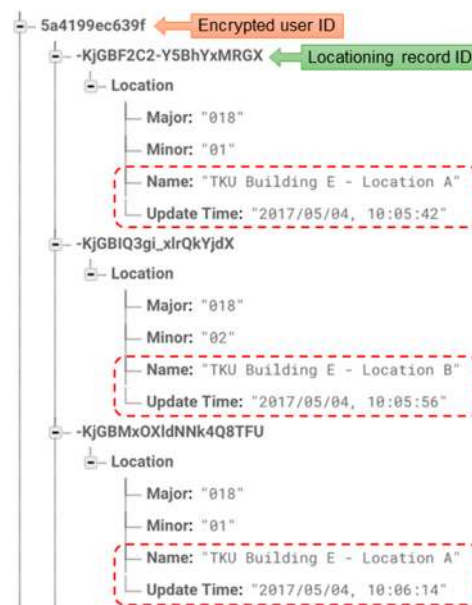 5a4199ec639f Encrypted user ID
-KjGBF2C2-Y5BhYxMRGX Locationing record ID
Location
Major: "018"
Minor: "01"
Name: "TKU Building E - Location A"
Update Time: "2017/05/04, 10:05:42"
-KjGBIQ3gi_xlrQkYjdX
Location
Major: "018"
Minor: "02"
Name: "TKU Building E - Location B"
Update Time: "2017/05/04, 10:05:56"
-KjGBMxOXldNNk4Q8TFU
Location
Major: "018"
Minor: "01"
Name: "TKU Building E - Location A"
Update Time: "2017/05/04, 10:06:14"